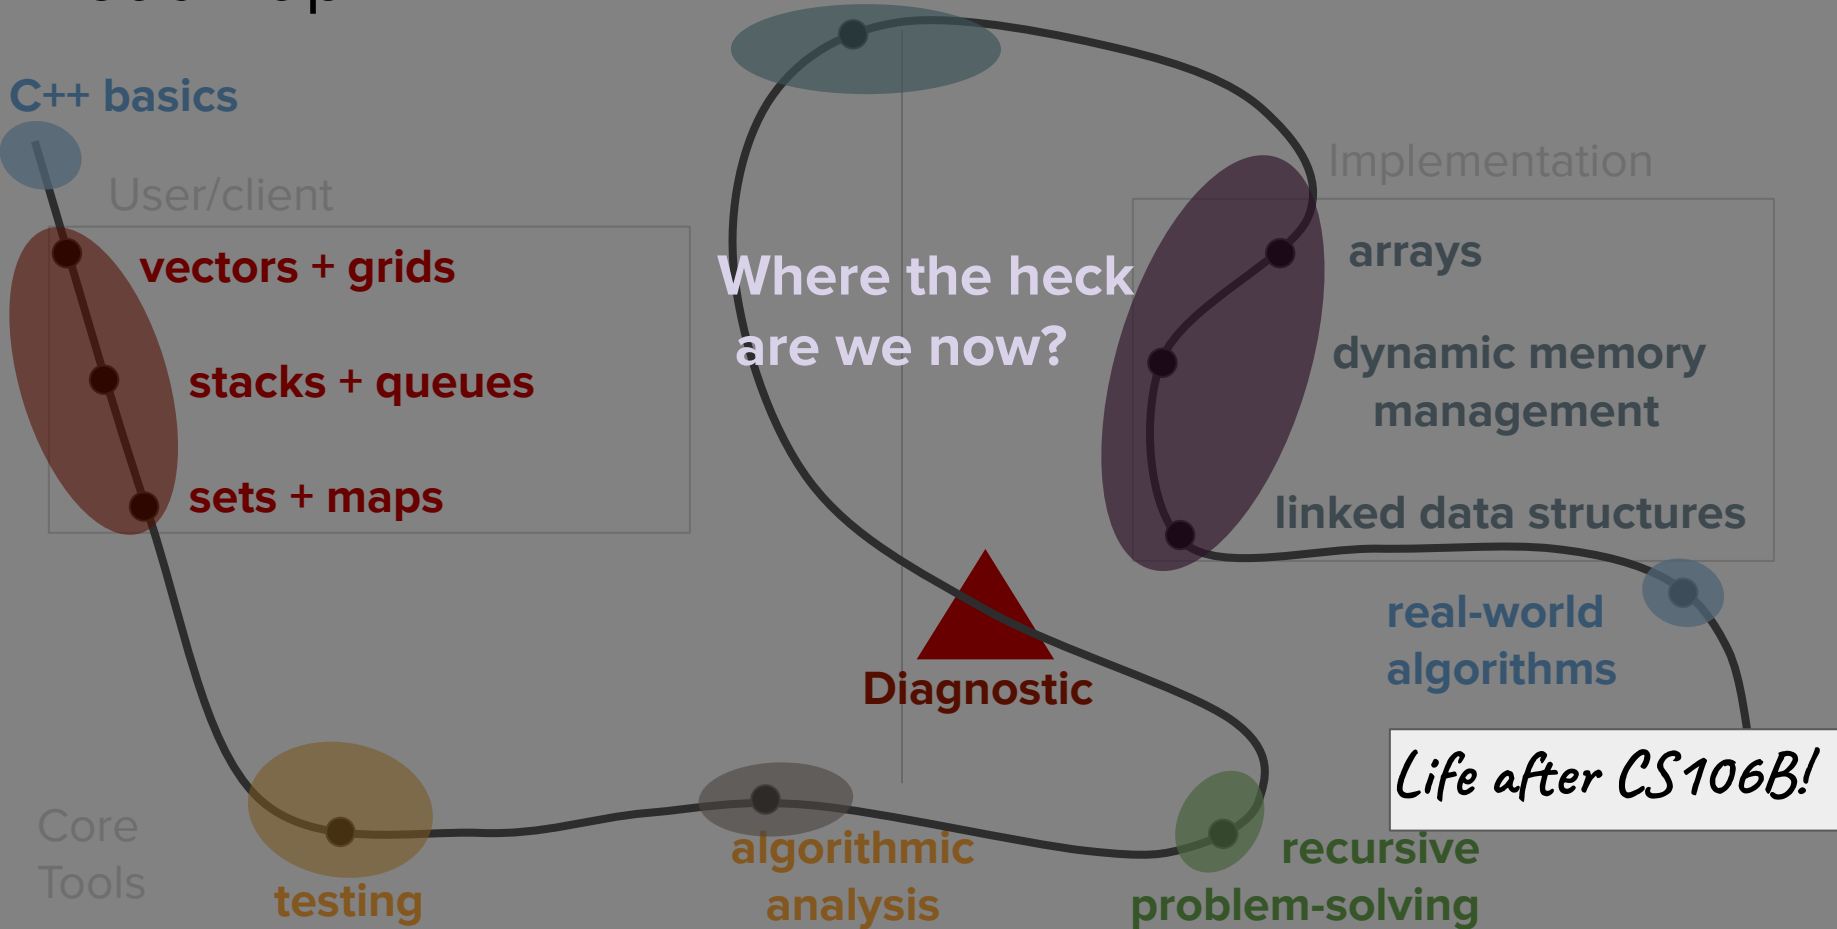 C++ basics
User/client
vectors + grids
stacks + queues
sets + maps
Where the heck
are we now?
Implementation
arrays
dynamic memory
management
linked data structures
real-world
algorithms
Diagnostic
Life after CS106B!
Core
Tools
testing
algorithmic
analysis
recursive
problem-solving